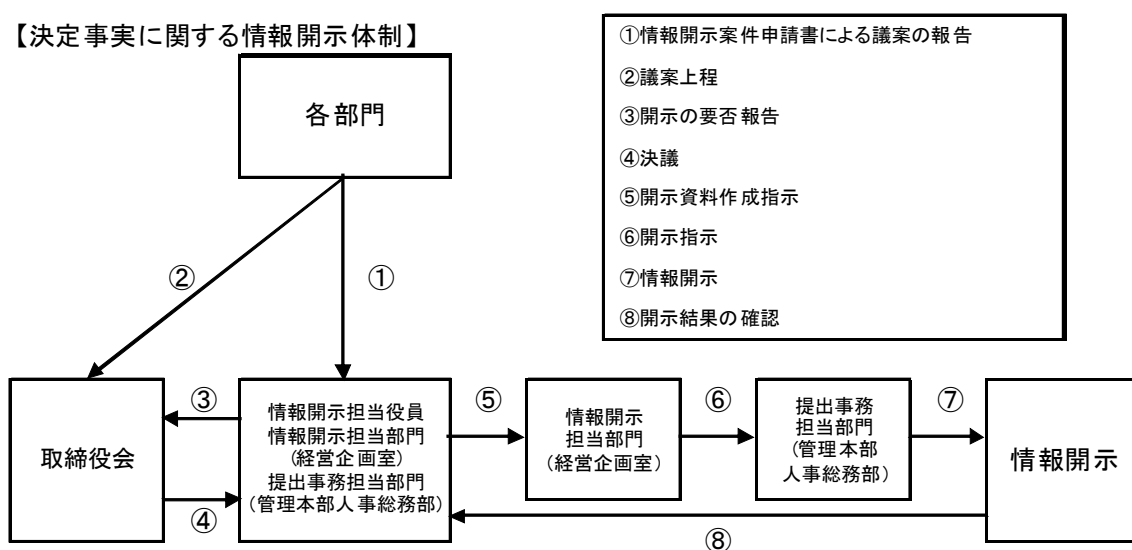 【決定事実に関する情報開示体制】
①情報開示案件申請書による議案の報告
②議案上程
③開示の要否報告
④決議
⑤開示資料作成指示
⑥開示指示
⑦情報開示
⑧開示結果の確認
各部門
②
①
取締役会
③
④
情報開示担当役員
情報開示担当部門
(経営企画室)
提出事務担当部門
(管理本部人事総務部)
⑤
情報開示
担当部門
(経営企画室)
⑥
提出事務
担当部門
(管理本部
人事総務部)
⑦
情報開示
⑧